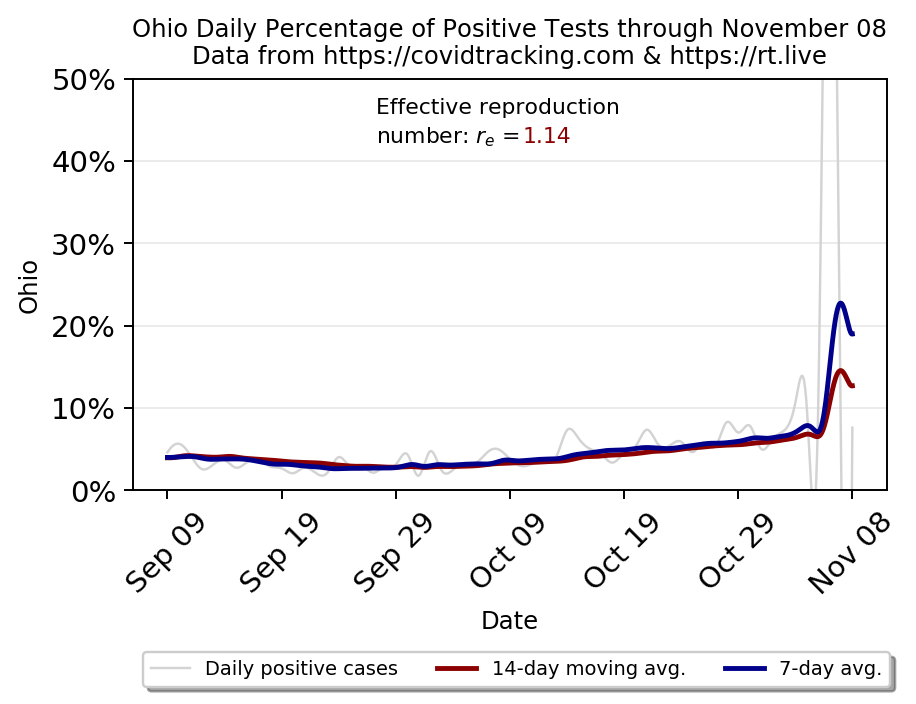 Ohio Daily Percentage of Positive Tests through November 08
Data from https://covidtracking.com & https://rt.live
Effective reproduction
number: rₑ =1.14
50%
40%
30%
20%
10%
0%
Ohio
Sep 09
Sep 19
Sep 29
Oct 09
Oct 19
Oct 29
Nov 08
Date
Daily positive cases
14-day moving avg.
7-day avg.